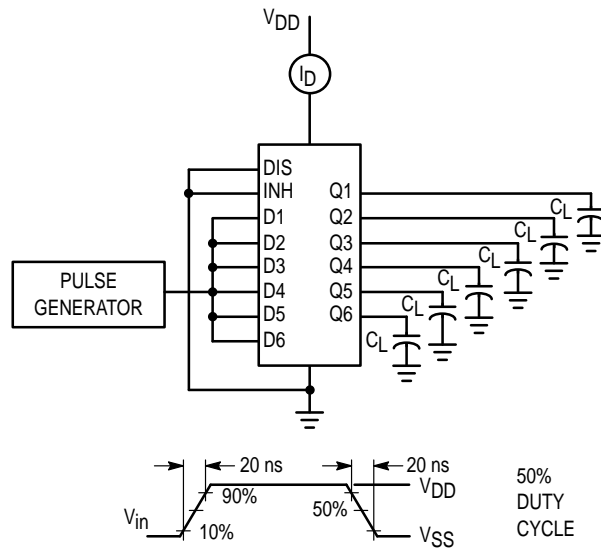 VDD
ID
DIS
INH
D1
D2
D3
D4
D5
D6
Q1
Q2
Q3
Q4
Q5
Q6
CL
CL
CL
CL
CL
CL
PULSE
GENERATOR
20 ns
20 ns
90%
50%
10%
Vin
VDD
VSS
50%
DUTY
CYCLE